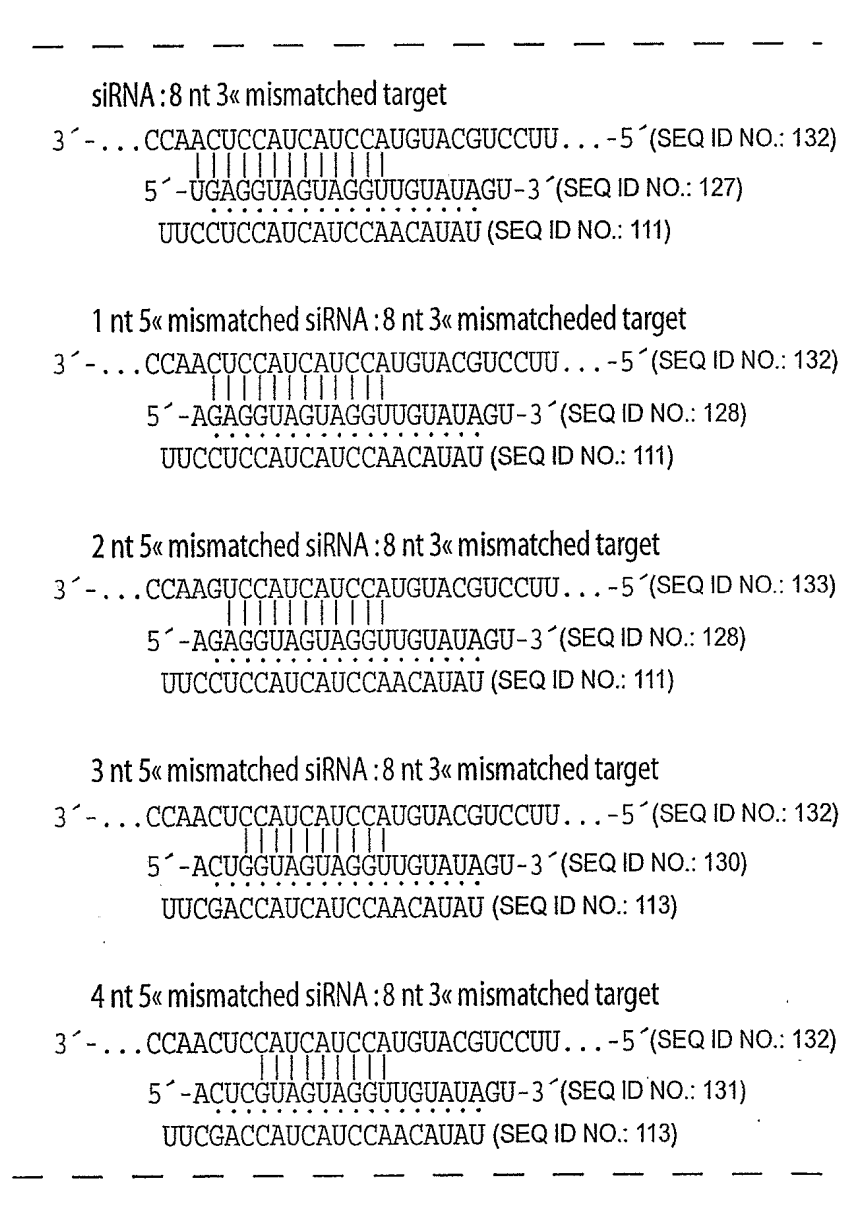 siRNA : 8 nt 3« mismatched target
3´-...CCAACUCCAUCAUCCAUGUACGUCCUU...-5´(SEQ ID NO.: 132)
5´-UGAGGUAGUAGGUUGUAUAGU-3´(SEQ ID NO.: 127)
UUCCUCCAUCAUCCAACAUAU (SEQ ID NO.: 111)
1 nt 5« mismatched siRNA : 8 nt 3« mismatcheded target
3´-...CCAACUCCAUCAUCCAUGUACGUCCUU...-5´(SEQ ID NO.: 132)
5´-AGAGGUAGUAGGUUGUAUAGU-3´(SEQ ID NO.: 128)
UUCCUCCAUCAUCCAACAUAU (SEQ ID NO.: 111)
2 nt 5« mismatched siRNA : 8 nt 3« mismatched target
3´-...CCAAGUCCAUCAUCCAUGUACGUCCUU...-5´(SEQ ID NO.: 133)
5´-AGAGGUAGUAGGUUGUAUAGU-3´(SEQ ID NO.: 128)
UUCCUCCAUCAUCCAACAUAU (SEQ ID NO.: 111)
3 nt 5« mismatched siRNA : 8 nt 3« mismatched target
3´-...CCAACUCCAUCAUCCAUGUACGUCCUU...-5´(SEQ ID NO.: 132)
5´-ACUGGUAGUAGGUUGUAUAGU-3´(SEQ ID NO.: 130)
UUCGACCAUCAUCCAACAUAU (SEQ ID NO.: 113)
4 nt 5« mismatched siRNA : 8 nt 3« mismatched target
3´-...CCAACUCCAUCAUCCAUGUACGUCCUU...-5´(SEQ ID NO.: 132)
5´-ACUCGUAGUAGGUUGUAUAGU-3´(SEQ ID NO.: 131)
UUCGACCAUCAUCCAACAUAU (SEQ ID NO.: 113)